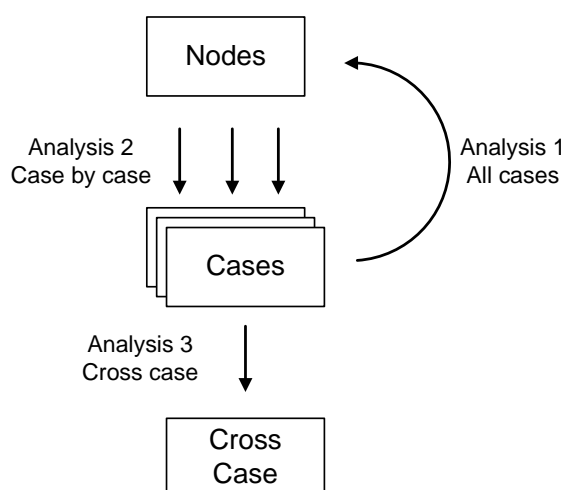 Nodes
Analysis 2
Case by case
Analysis 1
All cases
Cases
Analysis 3
Cross case
Cross
Case